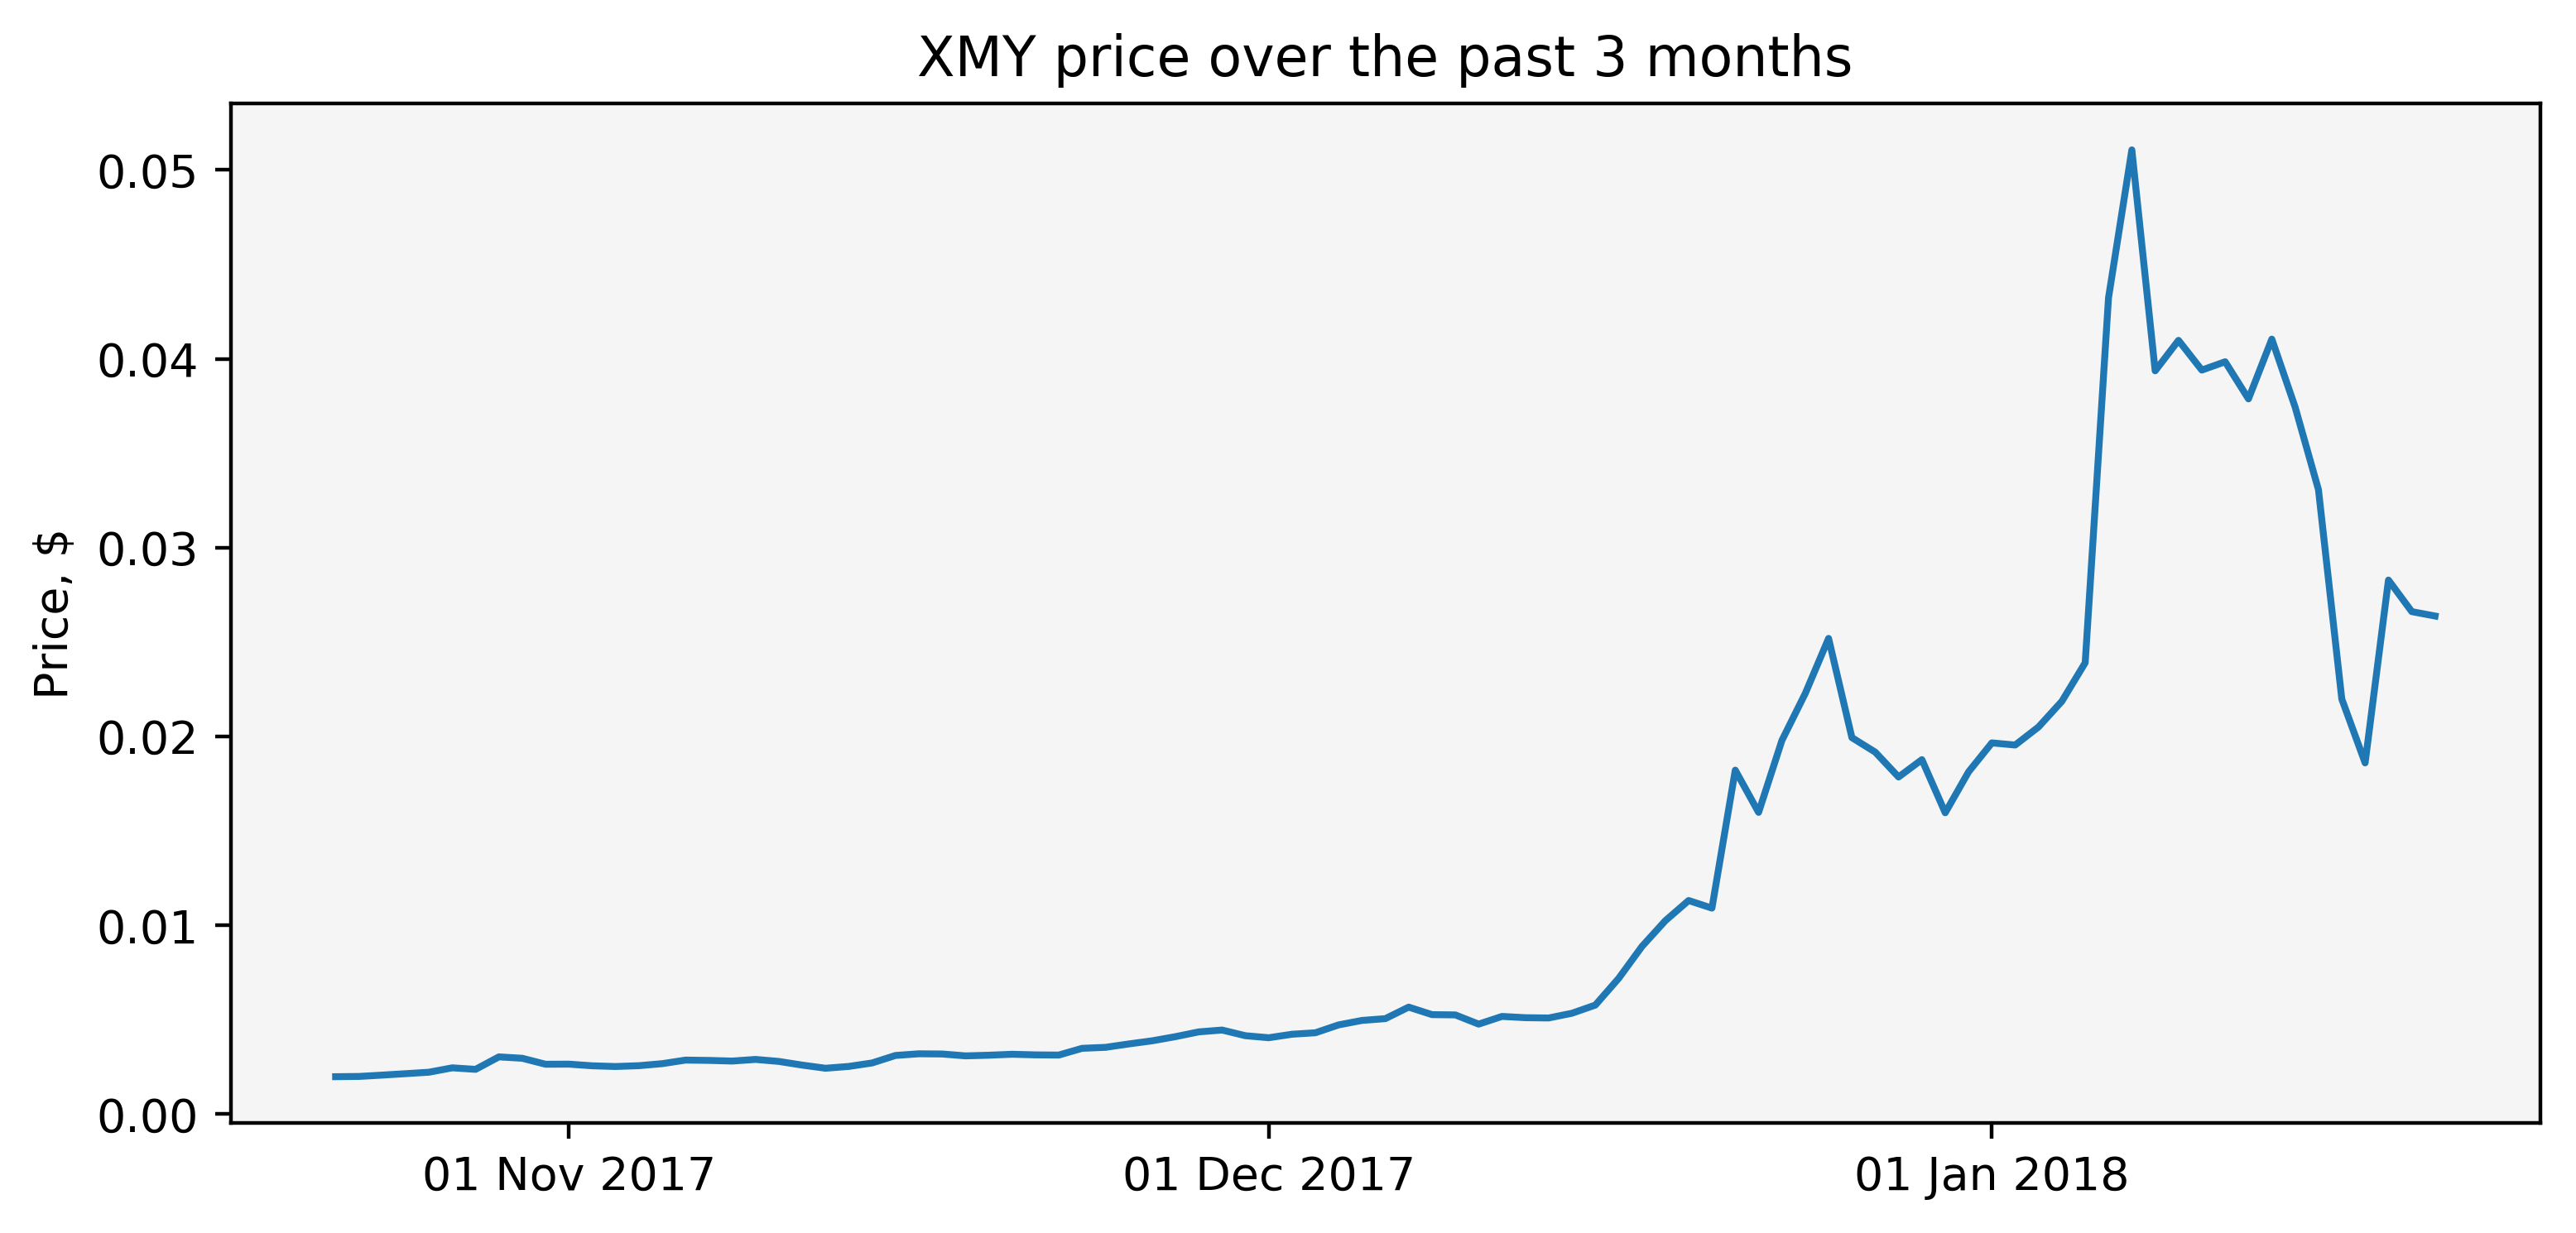 XMY price over the past 3 months
Price, $
0.05
0.04
0.03
0.02
0.01
0.00
01 Nov 2017
01 Dec 2017
01 Jan 2018